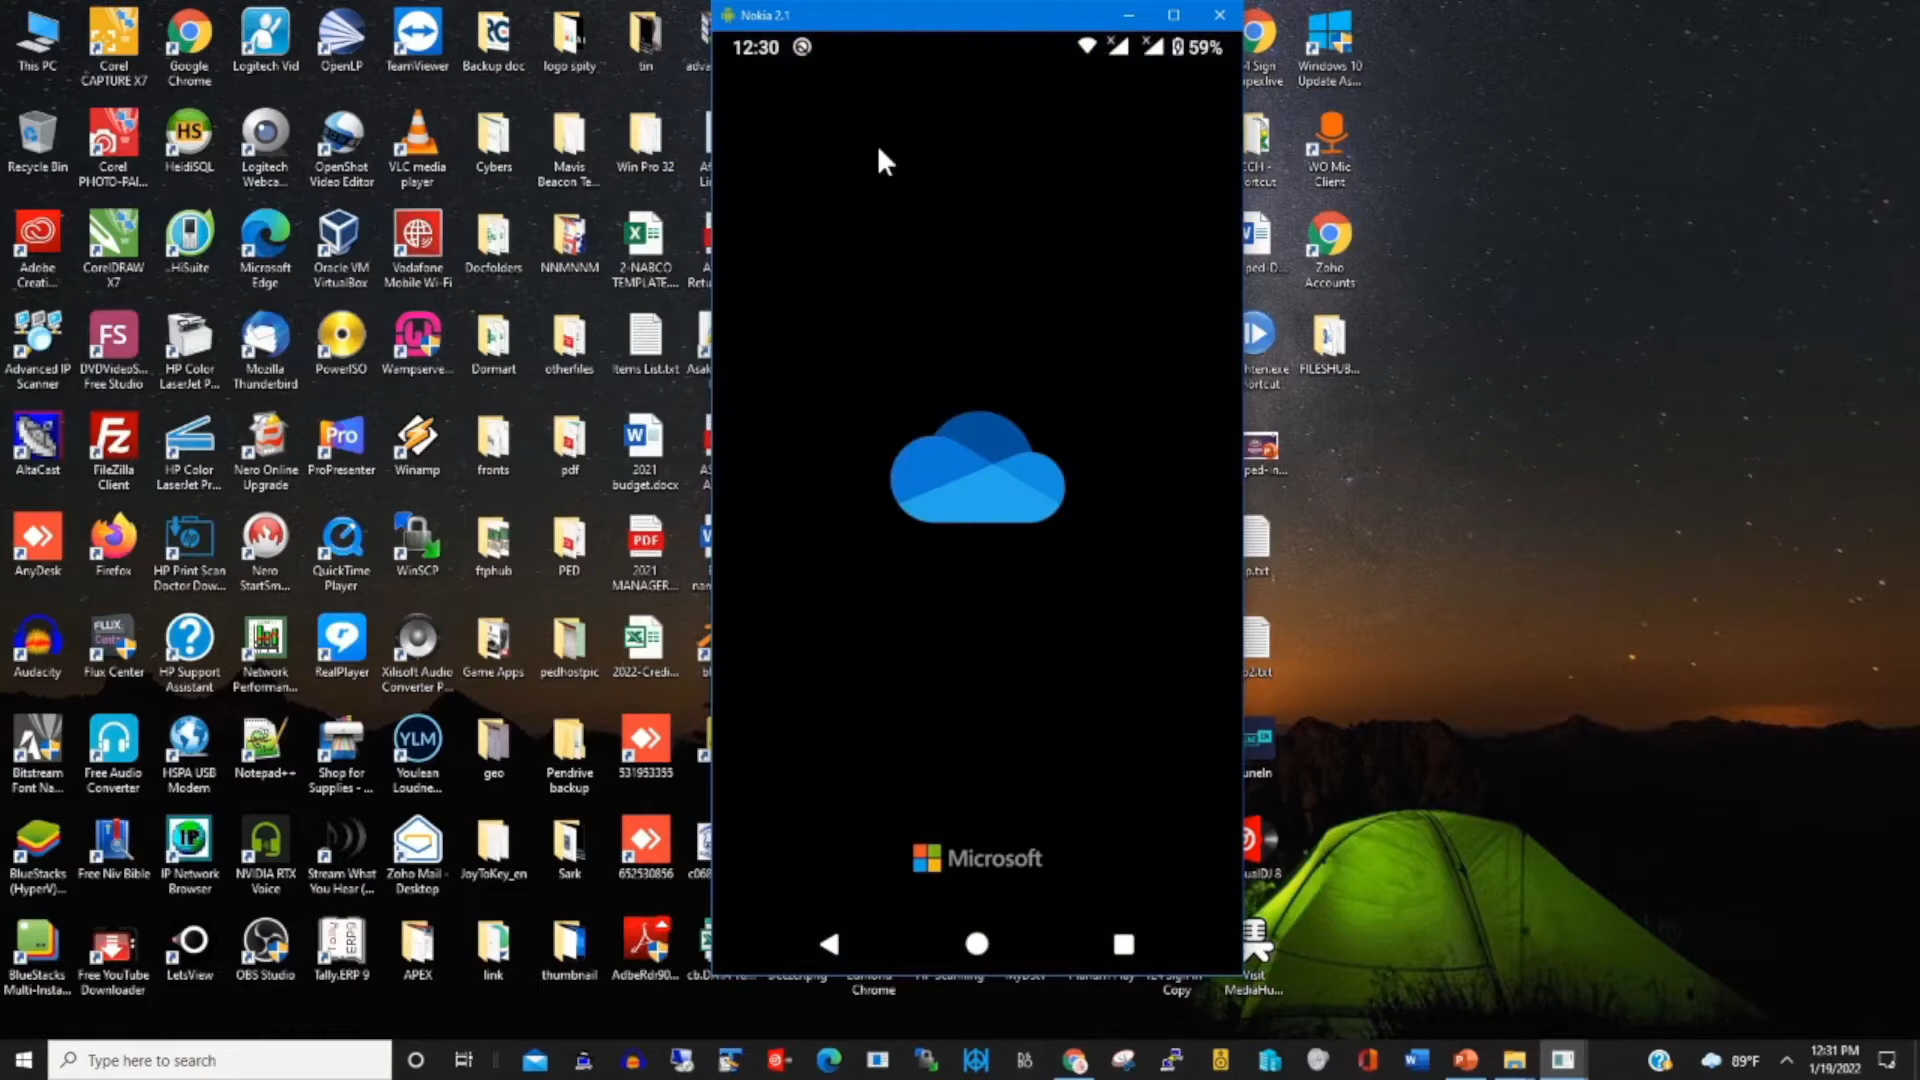 Nokia 2.1
12:30
59%
Microsoft
This PC
Corel
CAPTURE X7
Google
Chrome
Logitech Vid
OpenLP
TeamViewer
Backup doc
logo spity
tin
4 Sign
Windows 10
Update As...
Recycle Bin
Corel
PHOTO-PAI...
HeidiSQL
Logitech
Webca...
OpenShot
Video Editor
VLC media
player
Cybers
Mavis
Beacon Te...
Win Pro 32
WO Mic
Client
Adobe
Creati...
CorelDRAW
X7
HiSuite
Microsoft
Edge
Oracle VM
VirtualBox
Vodafone
Mobile Wi-Fi
Docfolders
NNMNNM
2-NABCO
TEMPLATE...
Zoho
Accounts
Advanced IP
Scanner
DVDVideoS...
Free Studio
HP Color
LaserJet P...
Mozilla
Thunderbird
PowerISO
Wampserve...
Dormart
otherfiles
Items List.txt
FILESHUB...
AltaCast
FileZilla
Client
HP Color
LaserJet Pr...
Nero Online
Upgrade
ProPresenter
Winamp
fronts
pdf
2021
budget.docx
AnyDesk
Firefox
HP Print Scan
Doctor Dow...
Nero
StartSm...
QuickTime
Player
WinSCP
ftphub
PED
2021
MANAGER...
Audacity
Flux Center
HP Support
Assistant
Network
Performan...
RealPlayer
Xilisoft Audio
Converter P...
Game Apps
pedhostpic
2022-Credi...
Bitstream
Font Na...
Free Audio
Converter
HSPA USB
Modem
Notepad++
Shop for
Supplies - ...
Youlean
Loudne...
geo
Pendrive
backup
531953355
BlueStacks
(HyperV)...
Free Niv Bible
IP Network
Browser
NVIDIA RTX
Voice
Stream What
You Hear (...
Zoho Mail -
Desktop
JoyToKey_en
Sark
652530856
BlueStacks
Multi-Insta...
Free YouTube
Downloader
LetsView
OBS Studio
Tally.ERP 9
APEX
link
thumbnail
AdbeRdr90...
Chrome
Copy
Visit
MediaHu...
Type here to search
89°F
12:31 PM
1/19/2022